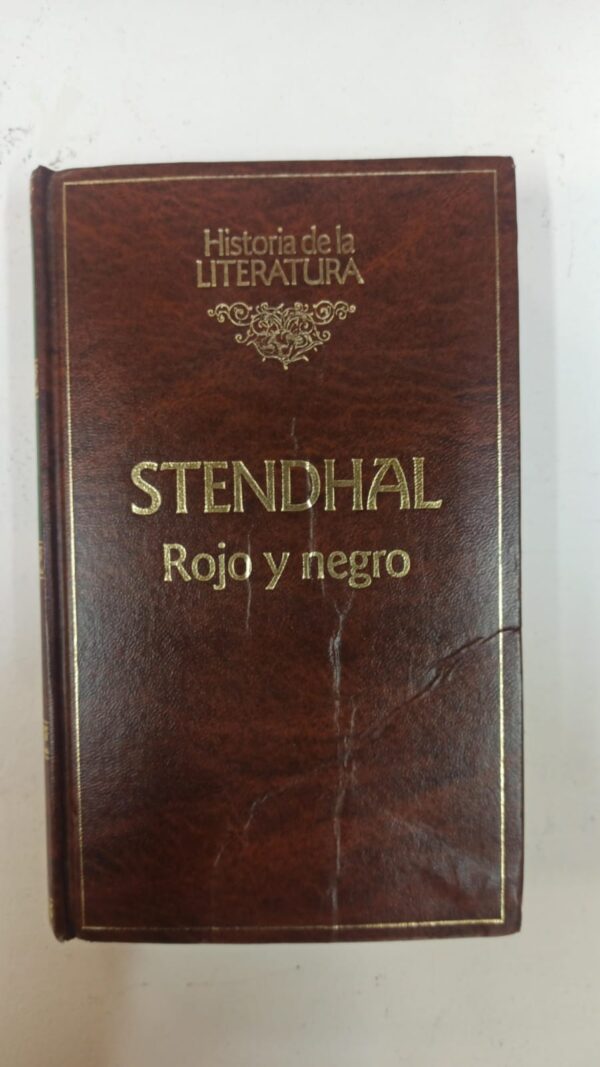 Historia de la
LITERATURA
STENDHAL
Rojo y negro